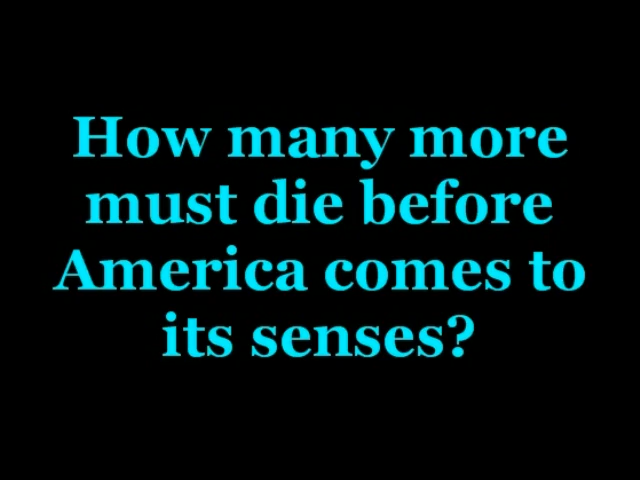 How many more
must die before
America comes to
its senses?